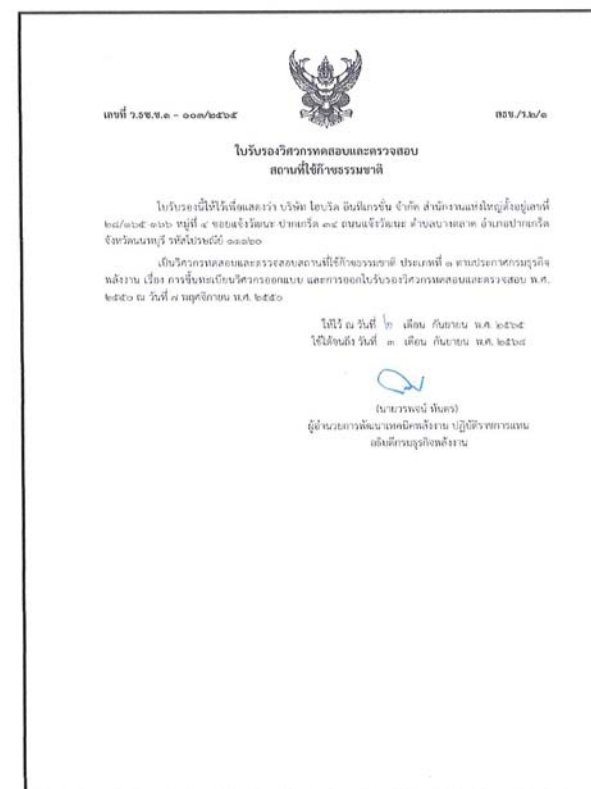 เลขที่ ว.ธช.ช.๑ - ๐๐๓/๒๕๖๕
กธช./ว.๒/๑
ใบรับรองวิศวกรทดสอบและตรวจสอบ
สถานที่ใช้ก๊าซธรรมชาติ
ใบรับรองนี้ให้ไว้เพื่อแสดงว่า บริษัท ไฮบริด อินทิเกรชั่น จำกัด สำนักงานแห่งใหญ่ตั้งอยู่เลขที่
๒๘/๑๖๕-๑๖๖ หมู่ที่ ๔ ซอยแจ้งวัฒนะ-ปากเกร็ด ๑๔ ถนนแจ้งวัฒนะ ตำบลบางตลาด อำเภอปากเกร็ด
จังหวัดนนทบุรี รหัสไปรษณีย์ ๑๑๑๒๐
เป็นวิศวกรทดสอบและตรวจสอบสถานที่ใช้ก๊าซธรรมชาติ ประเภทที่ ๑ ตามประกาศกรมธุรกิจ
พลังงาน เรื่อง การขึ้นทะเบียนวิศวกรออกแบบ และการออกใบรับรองวิศวกรทดสอบและตรวจสอบ พ.ศ.
๒๕๕๐ ณ วันที่ ๗ พฤศจิกายน พ.ศ. ๒๕๕๐
ให้ไว้ ณ วันที่ ๒ เดือน กันยายน พ.ศ. ๒๕๖๕
ใช้ได้จนถึง วันที่ ๓ เดือน กันยายน พ.ศ. ๒๕๖๘
(นายวรพจน์ )
ผู้อำนวยการพัฒนาเทคนิคพลังงาน ปฏิบัติราชการแทน
อธิบดีกรมธุรกิจพลังงาน